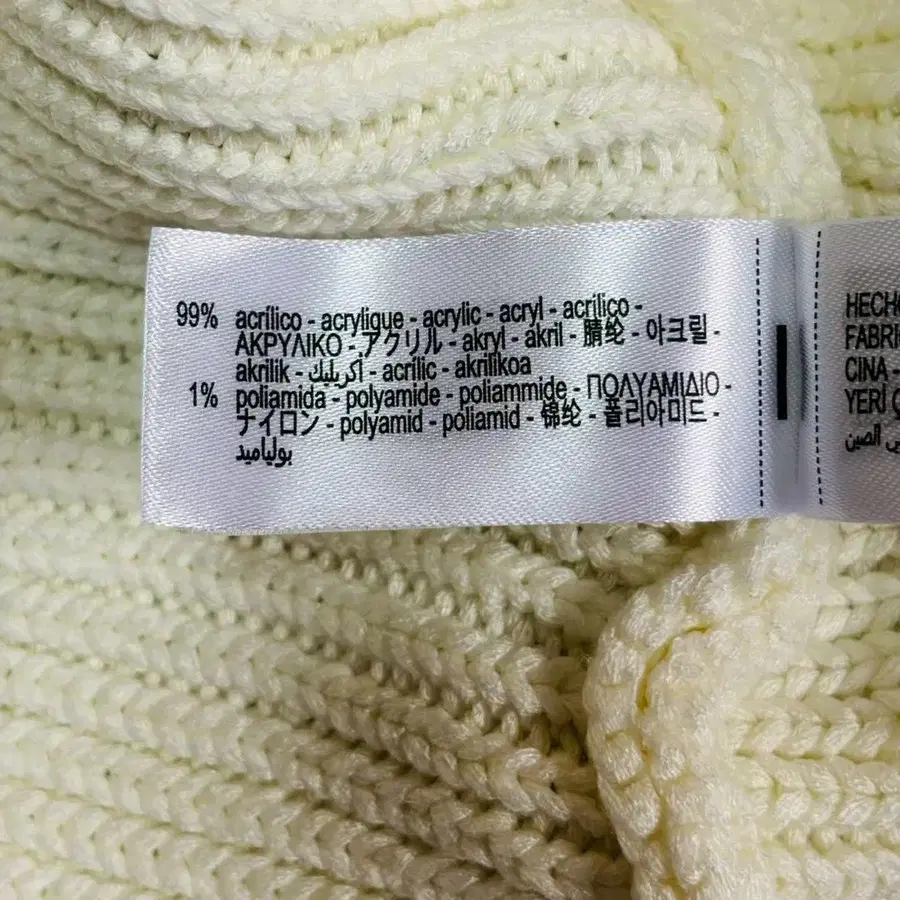 99% acrílico - acrylique - acrylic - acryl - acrilico -
ΑΚΡΥΛΙΚΟ - アクリル - akryl - akril - 腈纶 - 아크릴 -
akrilik - أكريليك - acrilic - akrilikoa
1% poliamida - polyamide - poliammide - ΠΟΛΥΑΜΙΔΙΟ -
ナイロン - polyamid - poliamid - 锦纶 - 폴리아미드 -
بولياميد
HECHO
FABRI
CINA -
YERİ
الصين